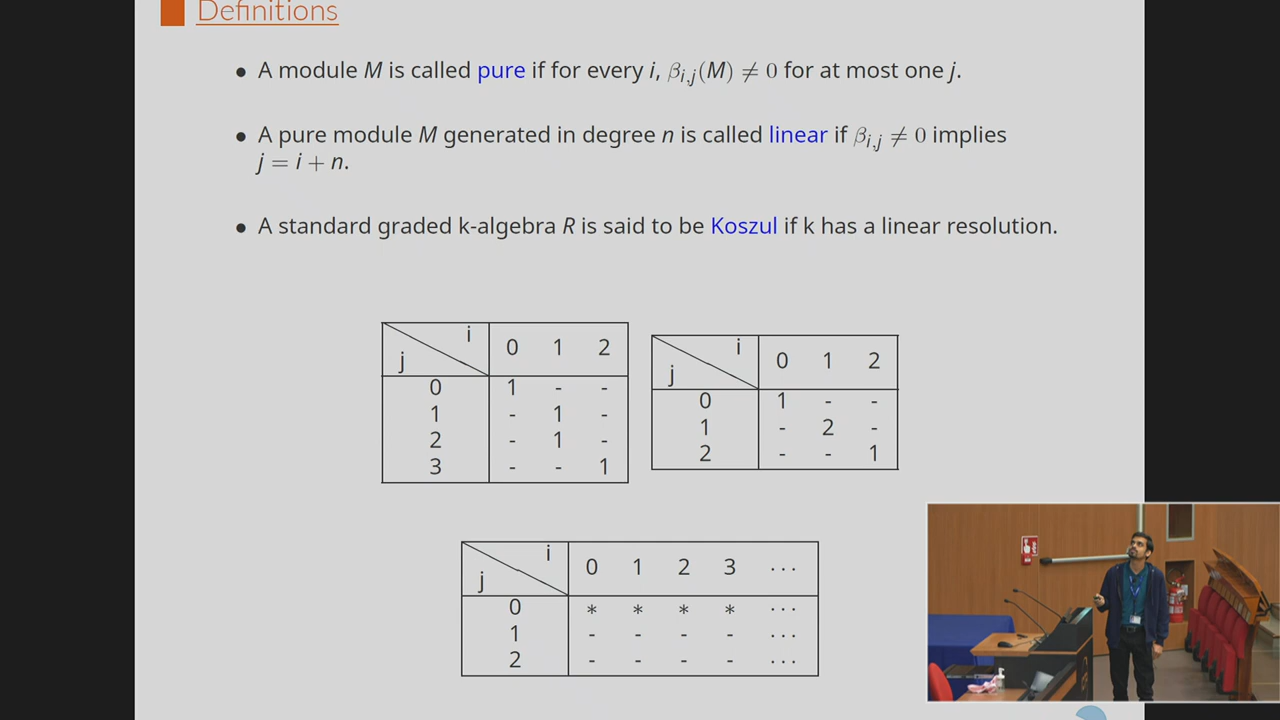 Definitions
• A module M is called pure if for every i, β_{i,j}(M) ≠ 0 for at most one j.
• A pure module M generated in degree n is called linear if β_{i,j} ≠ 0 implies
j = i + n.
• A standard graded k-algebra R is said to be Koszul if k has a linear resolution.
j i 0 1 2
0 1 - -
1 - 1 -
2 - 1 -
3 - - 1
j i 0 1 2
0 1 - -
1 - 2 -
2 - - 1
j i 0 1 2 3 ···
0 * * * * ···
1 - - - - ···
2 - - - - ···